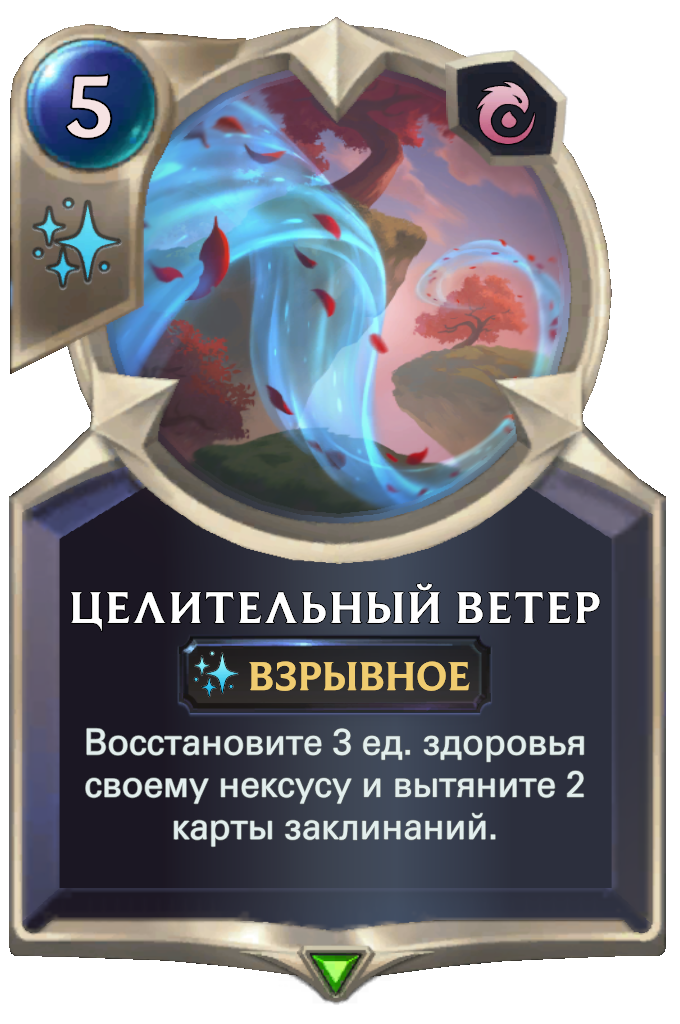 5
ЦЕЛИТЕЛЬНЫЙ ВЕТЕР
ВЗРЫВНОЕ
Восстановите 3 ед. здоровья
своему нексусу и вытяните 2
карты заклинаний.